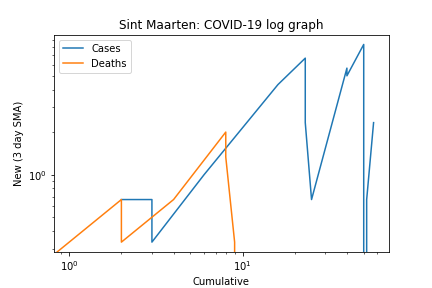 Sint Maarten: COVID-19 log graph
Cases
Deaths
New (3 day SMA)
10⁰
10⁰
10¹
Cumulative